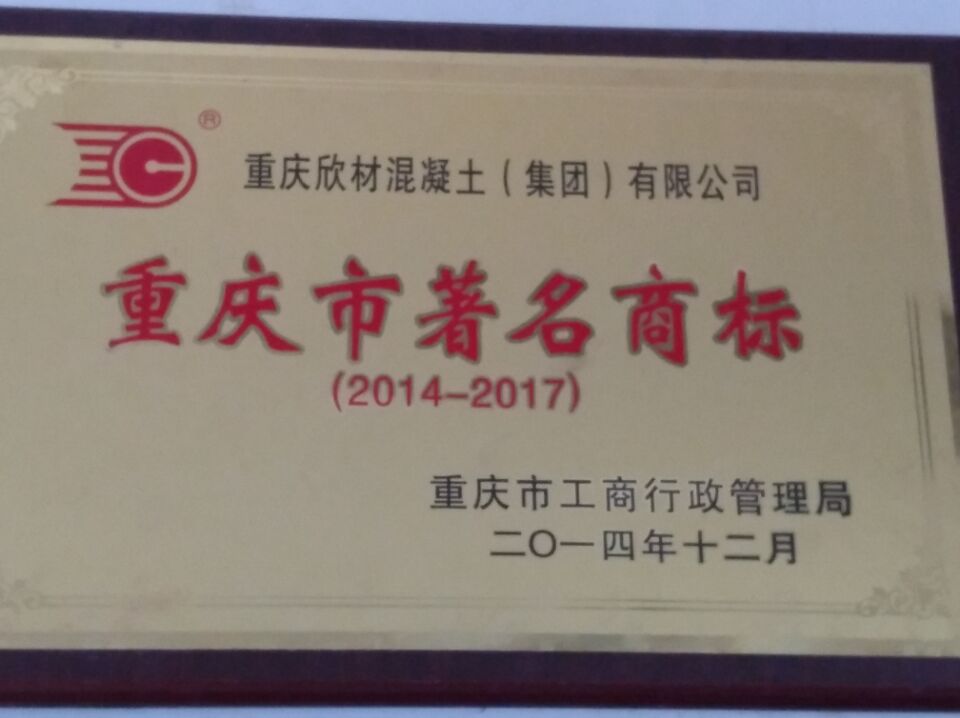 ®
重庆欣材混凝土(集团)有限公司
重庆市著名商标
(2014-2017)
重庆市工商行政管理局
二〇一四年十二月